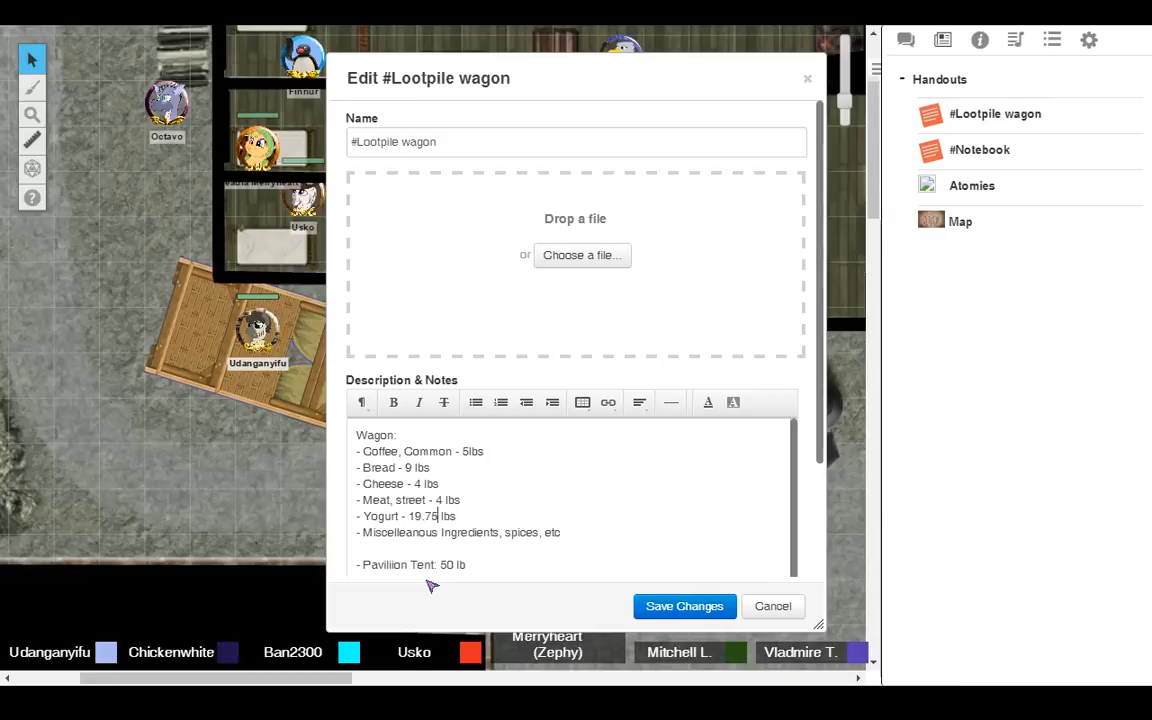 Edit #Lootpile wagon
×
Name
#Lootpile wagon
Drop a file
or Choose a file...
Description & Notes
Wagon:
- Coffee, Common - 5lbs
- Bread - 9 lbs
- Cheese - 4 lbs
- Meat, street - 4 lbs
- Yogurt - 19.75 lbs
- Miscelleanous Ingredients, spices, etc
- Paviliion Tent: 50 lb
Save Changes
Cancel
Handouts
#Lootpile wagon
#Notebook
Atomies
Map
Octavo
Finnur
Usko
Udanganyifu
Udanganyifu
Chickenwhite
Ban2300
Usko
Merryheart
(Zephy)
Mitchell L.
Vladmire T.